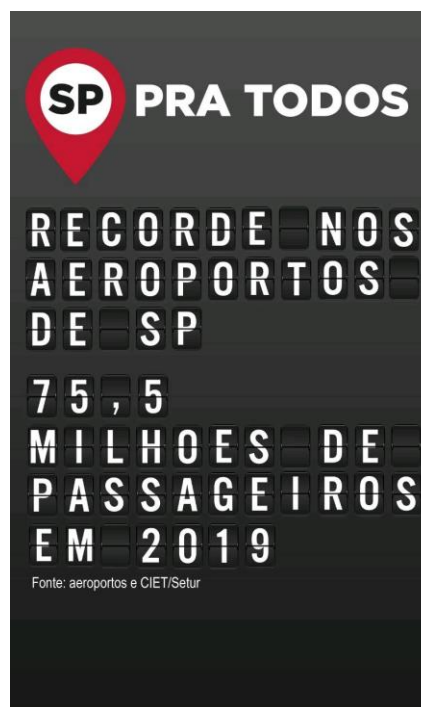 SP PRA TODOS
RECORDE NOS
AEROPORTOS
DE SP
75,5
MILHOES DE
PASSAGEIROS
EM 2019
Fonte: aeroportos e CIET/Setur